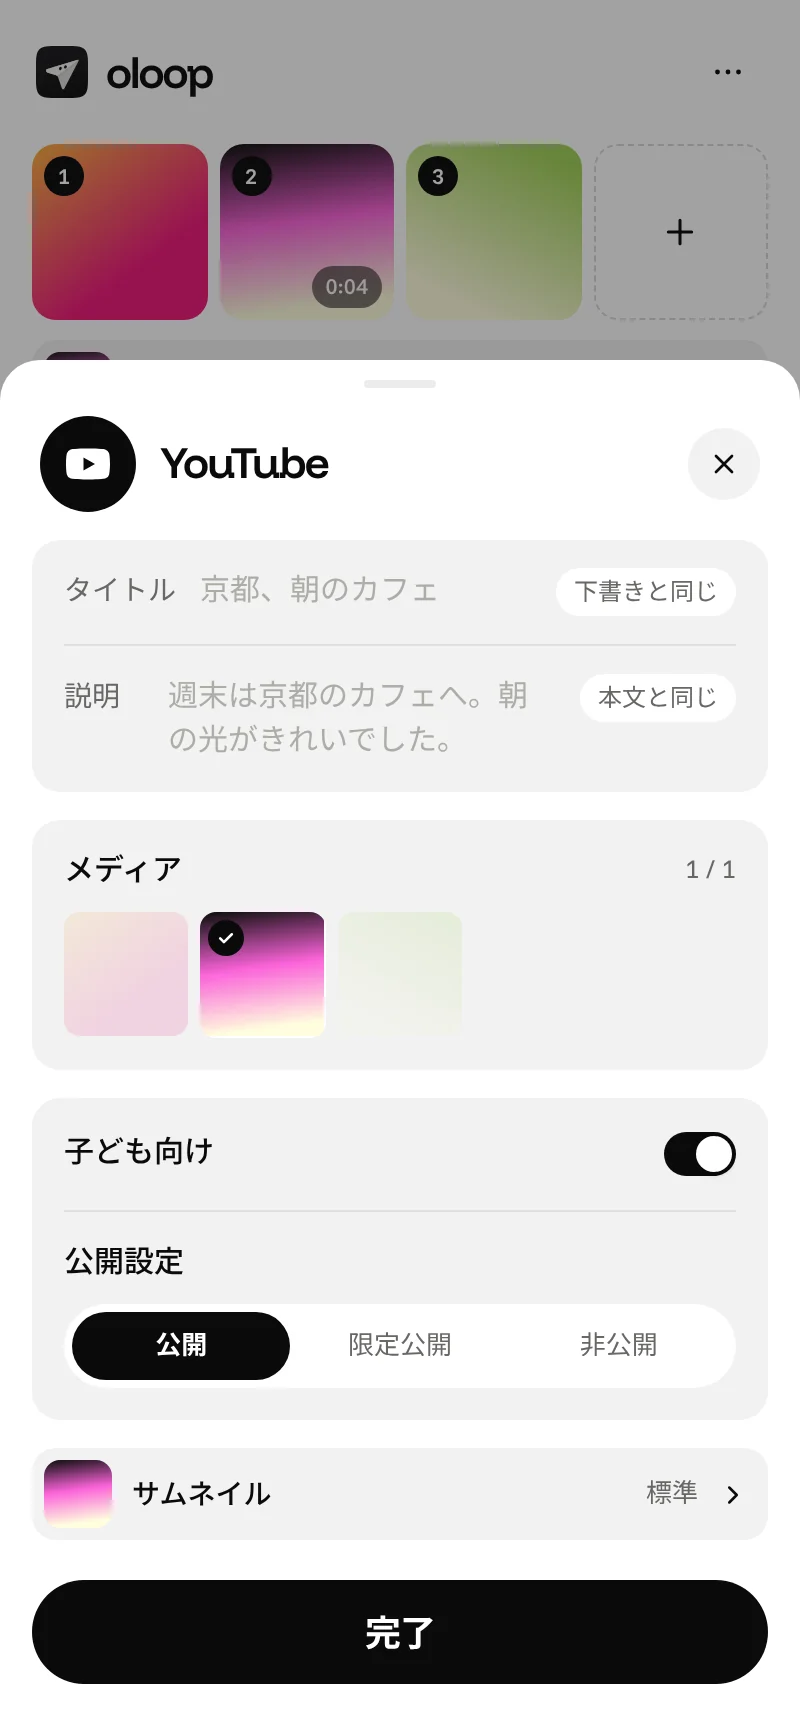 oloop
1
2
3
0:04
YouTube
タイトル 京都、朝のカフェ 下書きと同じ
説明 週末は京都のカフェへ。朝 本文と同じ
の光がきれいでした。
メディア 1 / 1
子ども向け
公開設定
公開 限定公開 非公開
サムネイル 標準
完了